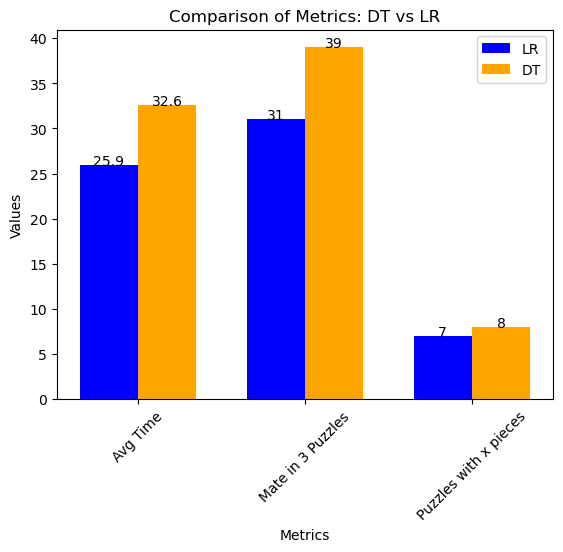 Comparison of Metrics: DT vs LR
LR
DT
Values
40
35
30
25
20
15
10
5
0
25.9
32.6
31
39
7
8
Avg Time
Mate in 3 Puzzles
Puzzles with x pieces
Metrics